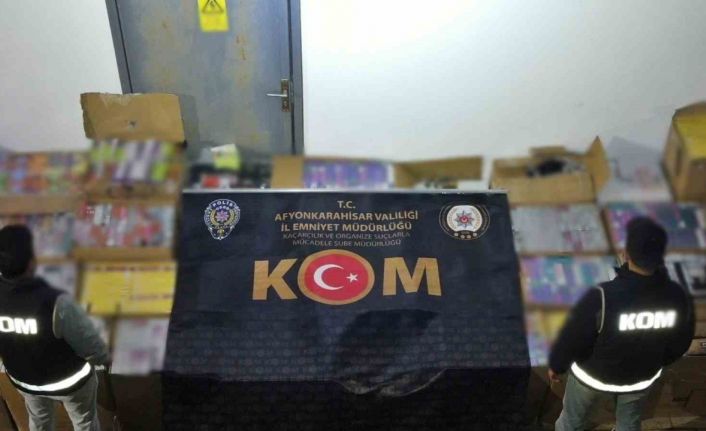 T.C.
AFYONKARAHİSAR VALİLİĞİ
İL EMNİYET MÜDÜRLÜĞÜ
KAÇAKÇILIK VE ORGANİZE SUÇLARLA
MÜCADELE ŞUBE MÜDÜRLÜĞÜ
KOM
POLİS
KOM
KOM